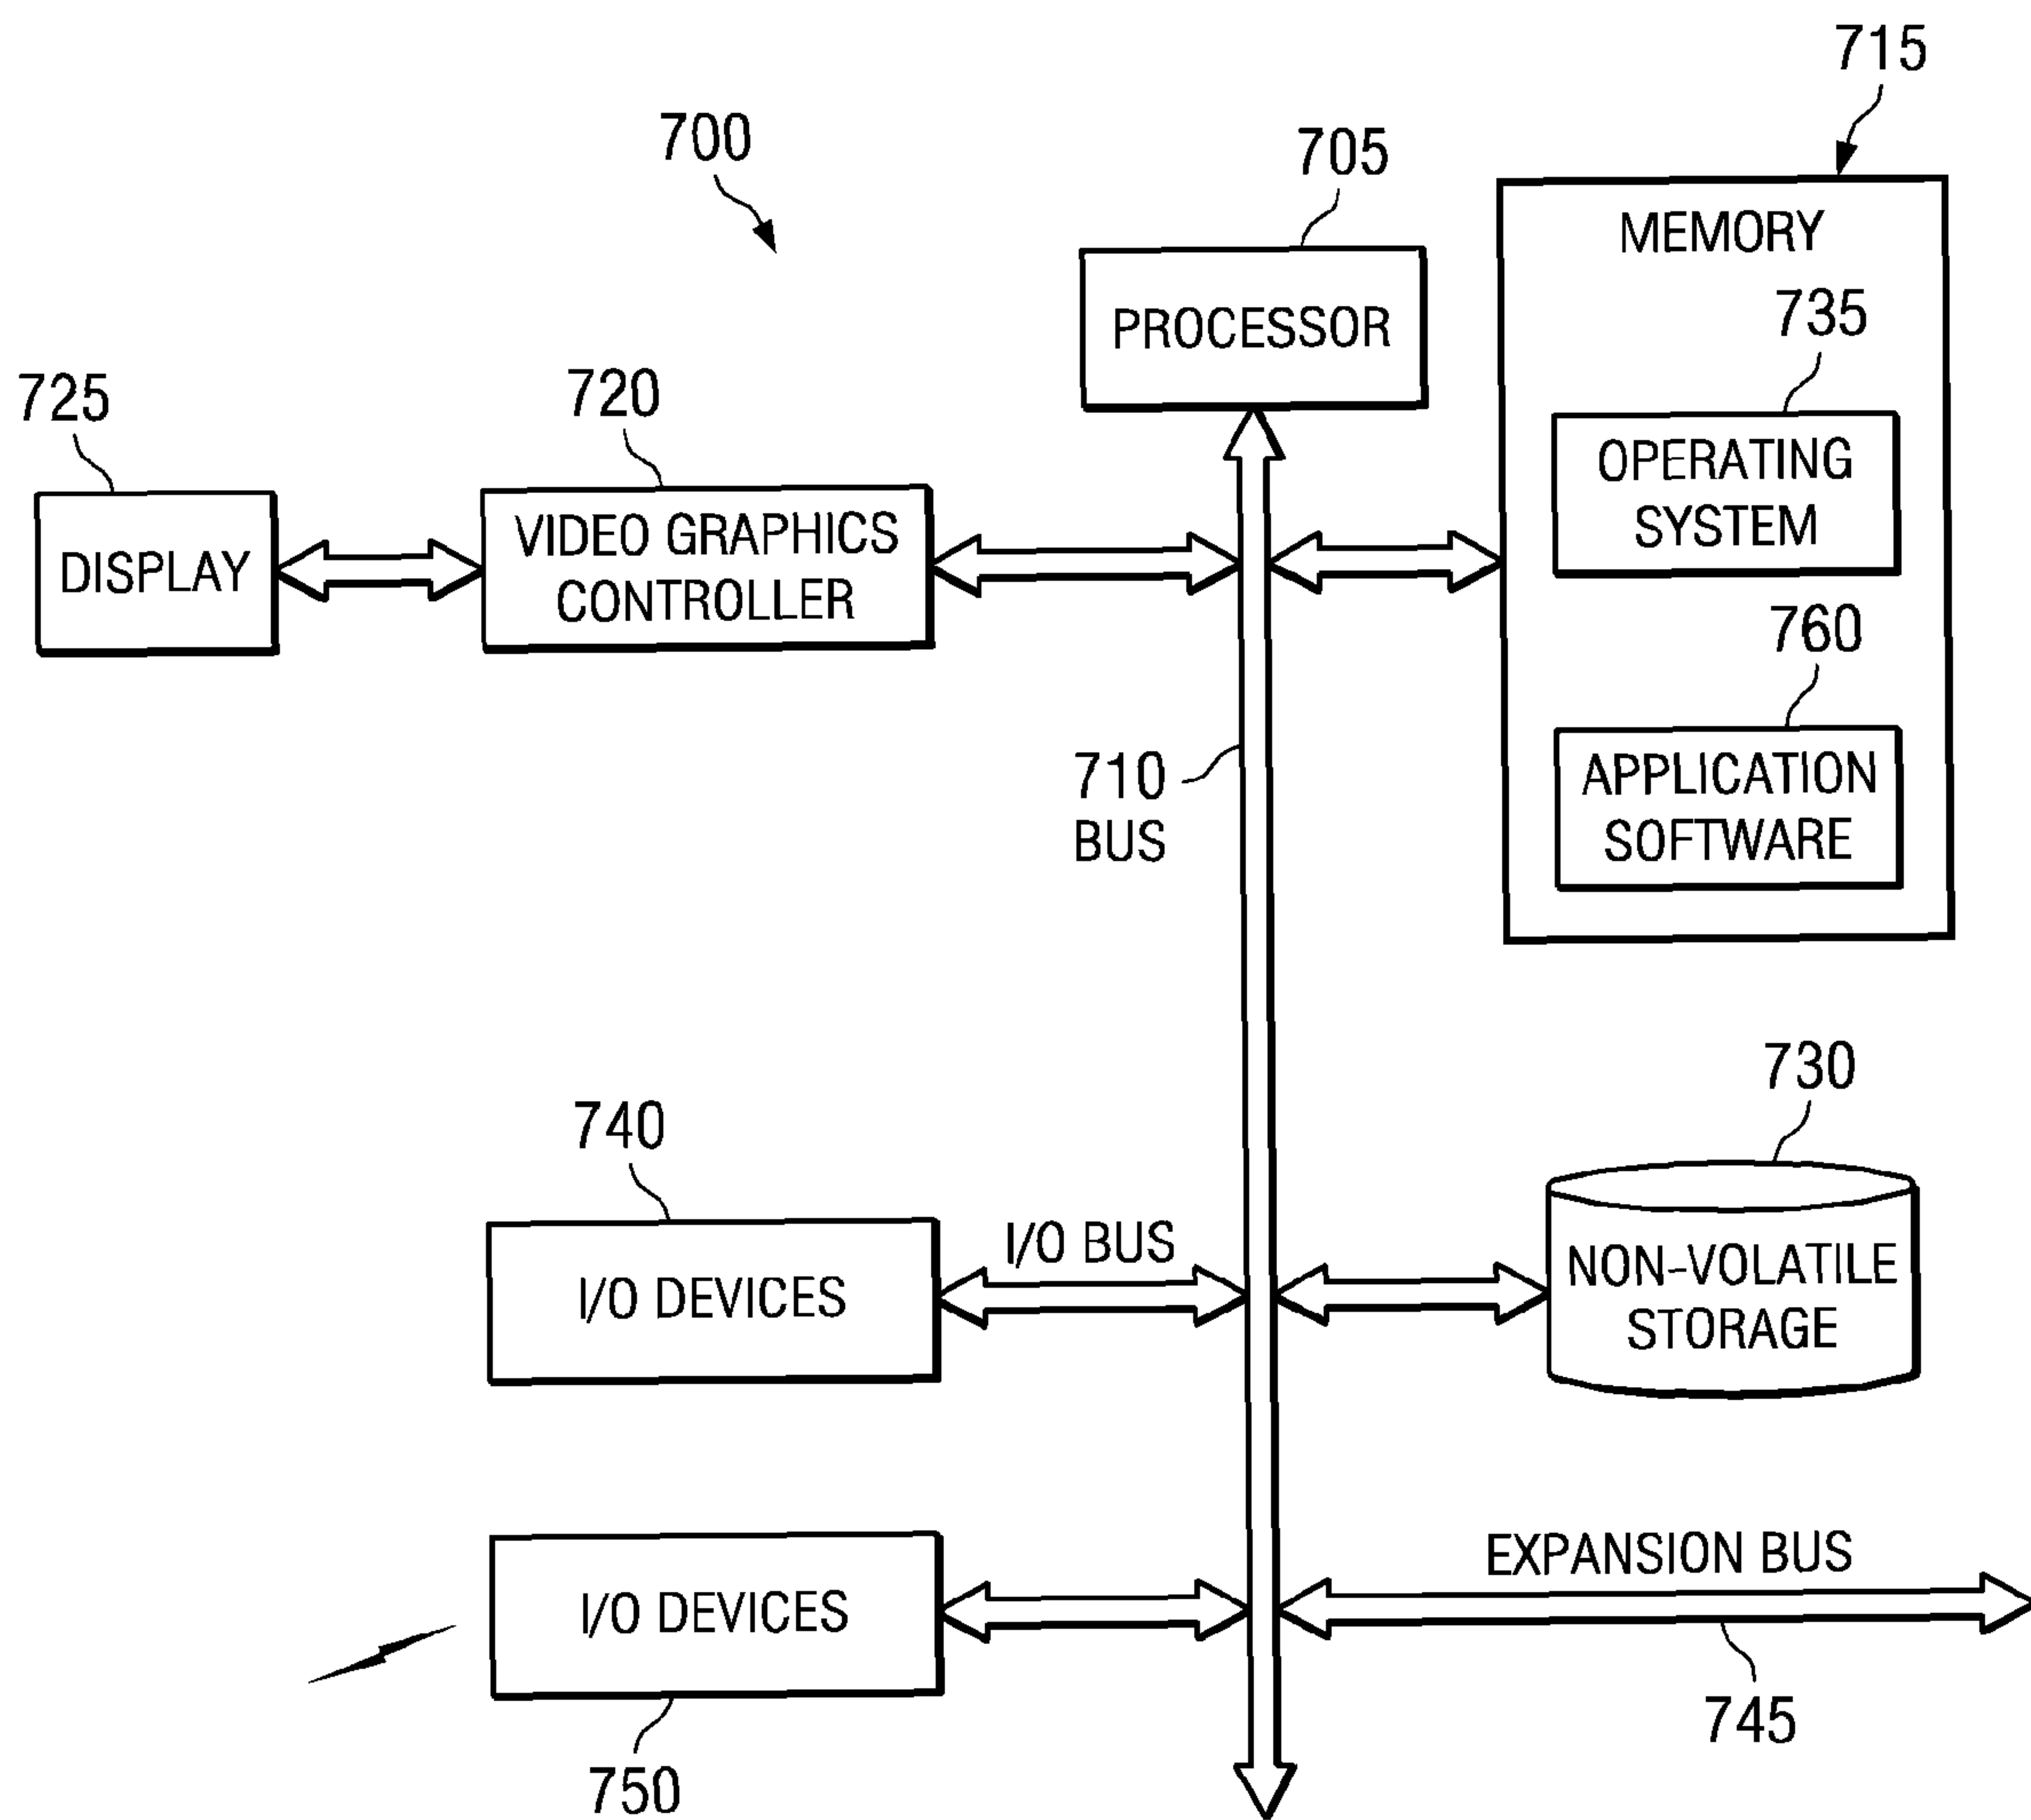 715
700
705
MEMORY
735
PROCESSOR
725
720
OPERATING
SYSTEM
DISPLAY
VIDEO GRAPHICS
CONTROLLER
760
710
BUS
APPLICATION
SOFTWARE
730
740
I/O BUS
NON-VOLATILE
STORAGE
I/O DEVICES
EXPANSION BUS
I/O DEVICES
745
750